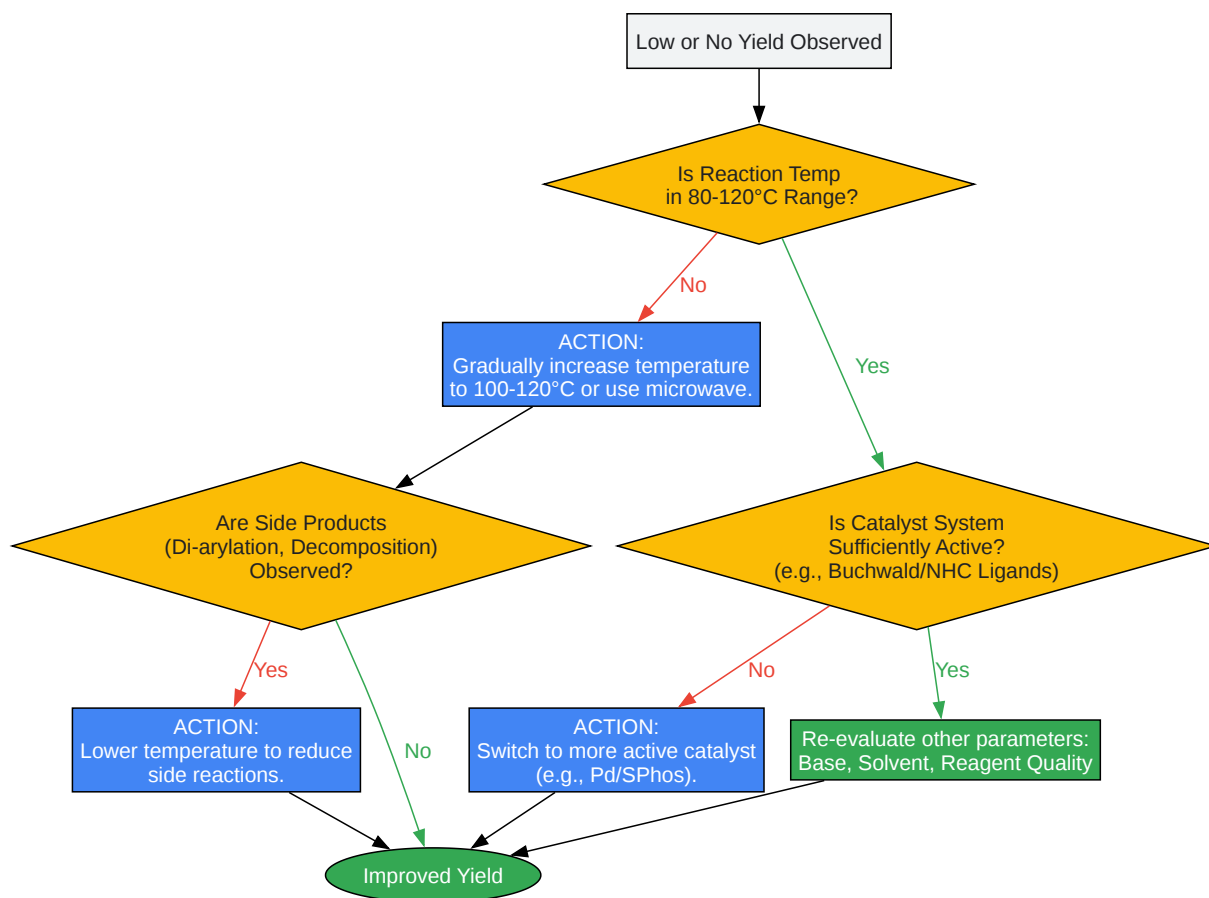 Low or No Yield Observed
Is Reaction Temp
in 80-120°C Range?
No
Yes
ACTION:
Gradually increase temperature
to 100-120°C or use microwave.
Are Side Products
(Di-arylation, Decomposition)
Observed?
Is Catalyst System
Sufficiently Active?
(e.g., Buchwald/NHC Ligands)
Yes
No
No
Yes
ACTION:
Lower temperature to reduce
side reactions.
ACTION:
Switch to more active catalyst
(e.g., Pd/SPhos).
Re-evaluate other parameters:
Base, Solvent, Reagent Quality
Improved Yield